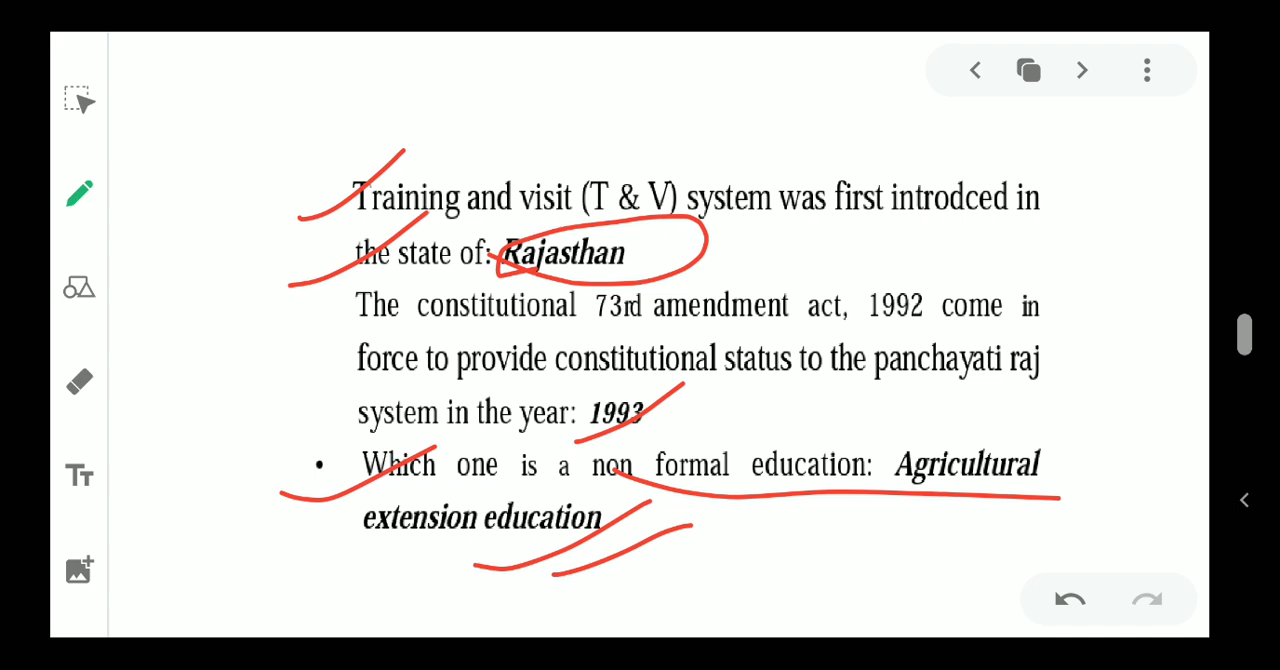 Training and visit (T & V) system was first introdced in
the state of: Rajasthan
The constitutional 73rd amendment act, 1992 come in
force to provide constitutional status to the panchayati raj
system in the year: 1993
• Which one is a non formal education: Agricultural
extension education
TT